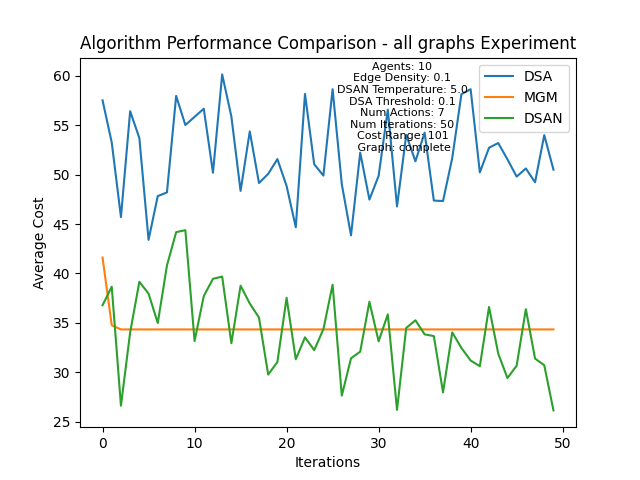 Algorithm Performance Comparison - all graphs Experiment
Agents: 10
Edge Density: 0.1
DSAN Temperature: 5.0
DSA Threshold: 0.1
Num Actions: 7
Num Iterations: 50
Cost Range: 101
Graph: complete
DSA
MGM
DSAN
Average Cost
60
55
50
45
40
35
30
25
0
10
20
30
40
50
Iterations